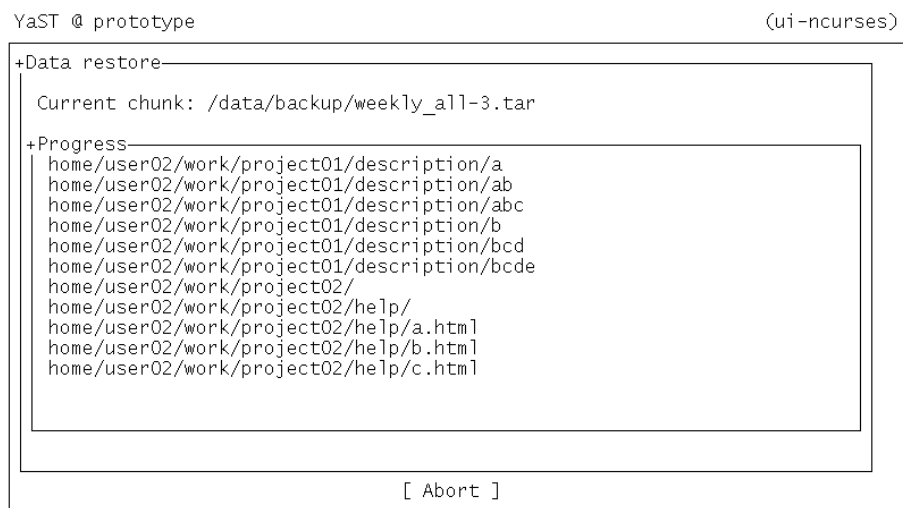 YaST @ prototype (ui-ncurses)
+Data restore
Current chunk: /data/backup/weekly_all-3.tar
+Progress
home/user02/work/project01/description/a
home/user02/work/project01/description/ab
home/user02/work/project01/description/abc
home/user02/work/project01/description/b
home/user02/work/project01/description/bcd
home/user02/work/project01/description/bcde
home/user02/work/project02/
home/user02/work/project02/help/
home/user02/work/project02/help/a.html
home/user02/work/project02/help/b.html
home/user02/work/project02/help/c.html
[ Abort ]